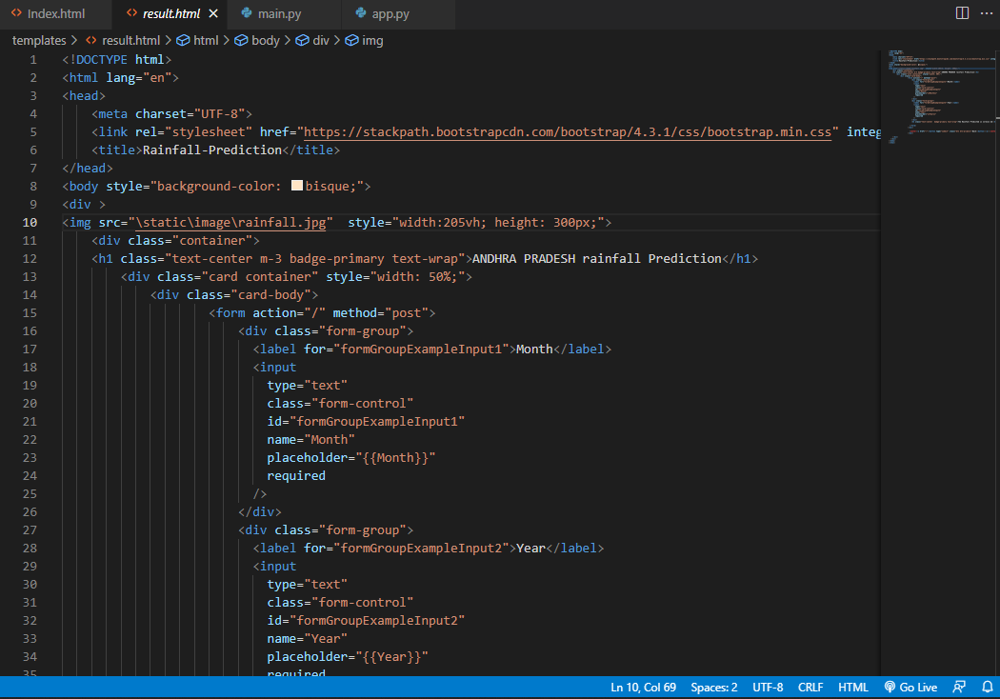 Index.html result.html main.py app.py
templates > result.html > html > body > div > img
1 <!DOCTYPE html>
2 <html lang="en">
3 <head>
4 <meta charset="UTF-8">
5 <link rel="stylesheet" href="https://stackpath.bootstrapcdn.com/bootstrap/4.3.1/css/bootstrap.min.css" integ
6 <title>Rainfall-Prediction</title>
7 </head>
8 <body style="background-color: bisque;">
9 <div >
10 <img src="\static\image\rainfall.jpg"  style="width:205vh; height: 300px;">
11 <div class="container">
12 <h1 class="text-center m-3 badge-primary text-wrap">ANDHRA PRADESH rainfall Prediction</h1>
13 <div class="card container" style="width: 50%;">
14 <div class="card-body">
15 <form action="/" method="post">
16 <div class="form-group">
17 <label for="formGroupExampleInput1">Month</label>
18 <input
19 type="text"
20 class="form-control"
21 id="formGroupExampleInput1"
22 name="Month"
23 placeholder="{{Month}}"
24 required
25 />
26 </div>
27 <div class="form-group">
28 <label for="formGroupExampleInput2">Year</label>
29 <input
30 type="text"
31 class="form-control"
32 id="formGroupExampleInput2"
33 name="Year"
34 placeholder="{{Year}}"
35 required
Ln 10, Col 69 Spaces: 2 UTF-8 CRLF HTML Go Live